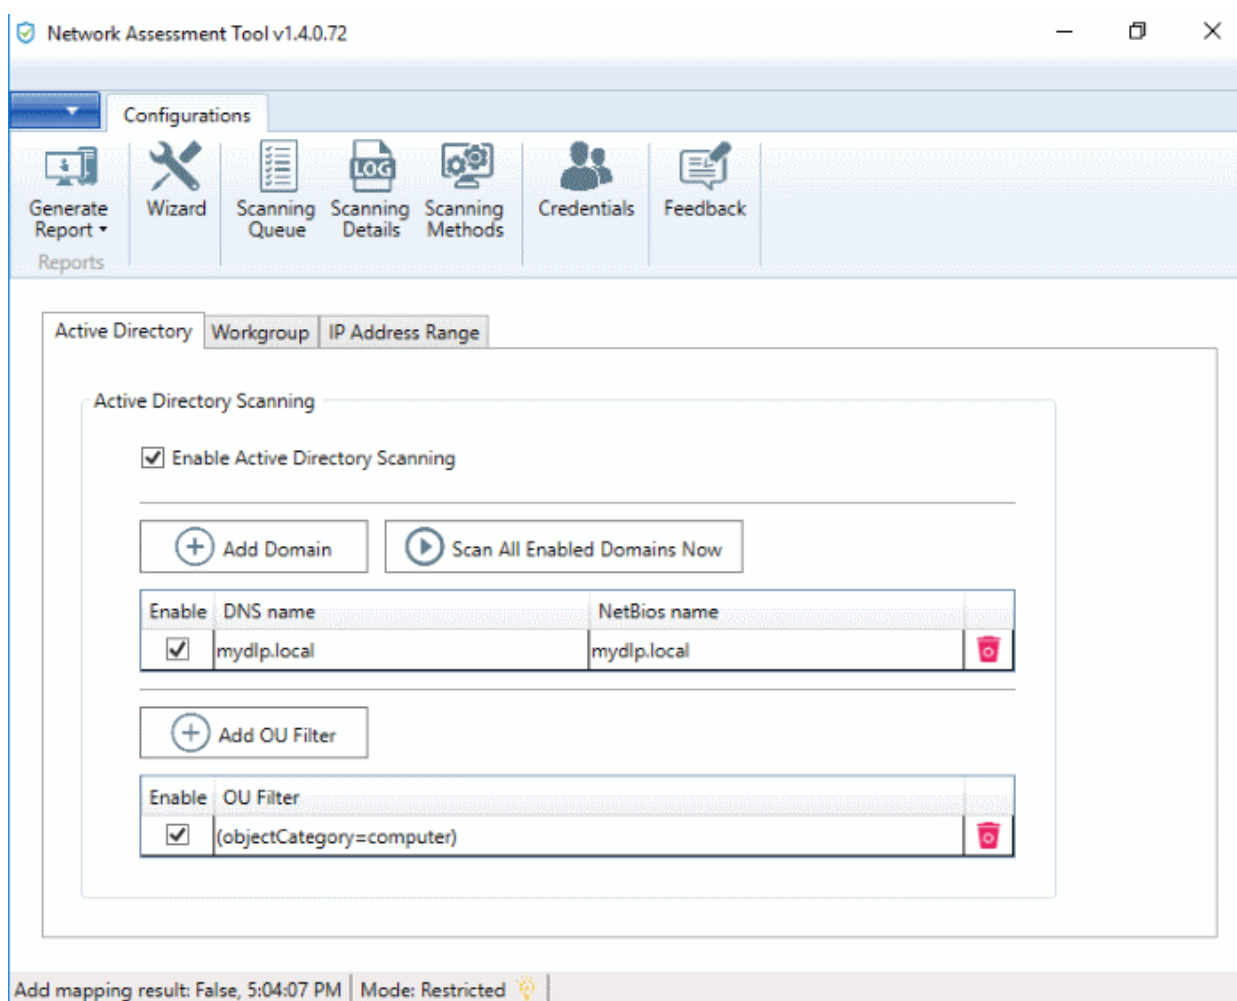 Network Assessment Tool v1.4.0.72
Configurations
Generate Report
Wizard
Scanning Queue
LOG
Scanning Details
Scanning Methods
Credentials
Feedback
Reports
Active Directory
Workgroup
IP Address Range
Active Directory Scanning
Enable Active Directory Scanning
Add Domain
Scan All Enabled Domains Now
Enable DNS name NetBios name
mydlp.local mydlp.local
Add OU Filter
Enable OU Filter
(objectCategory=computer)
Add mapping result: False, 5:04:07 PM Mode: Restricted